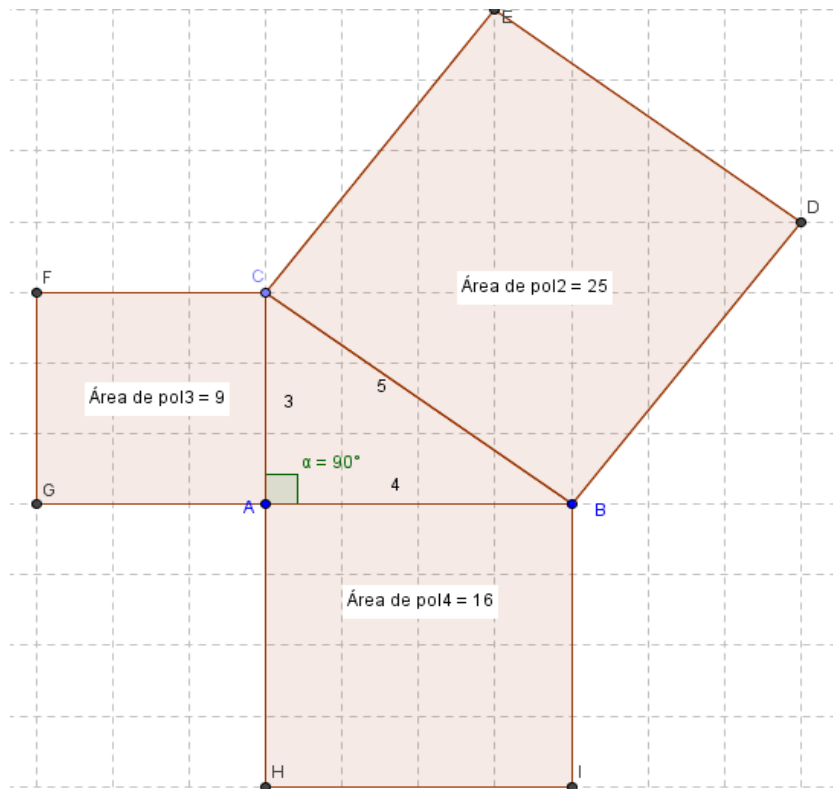 E
D
C
F
Área de pol2 = 25
5
Área de pol3 = 9
3
α = 90°
4
G
A
B
Área de pol4 = 16
H
I